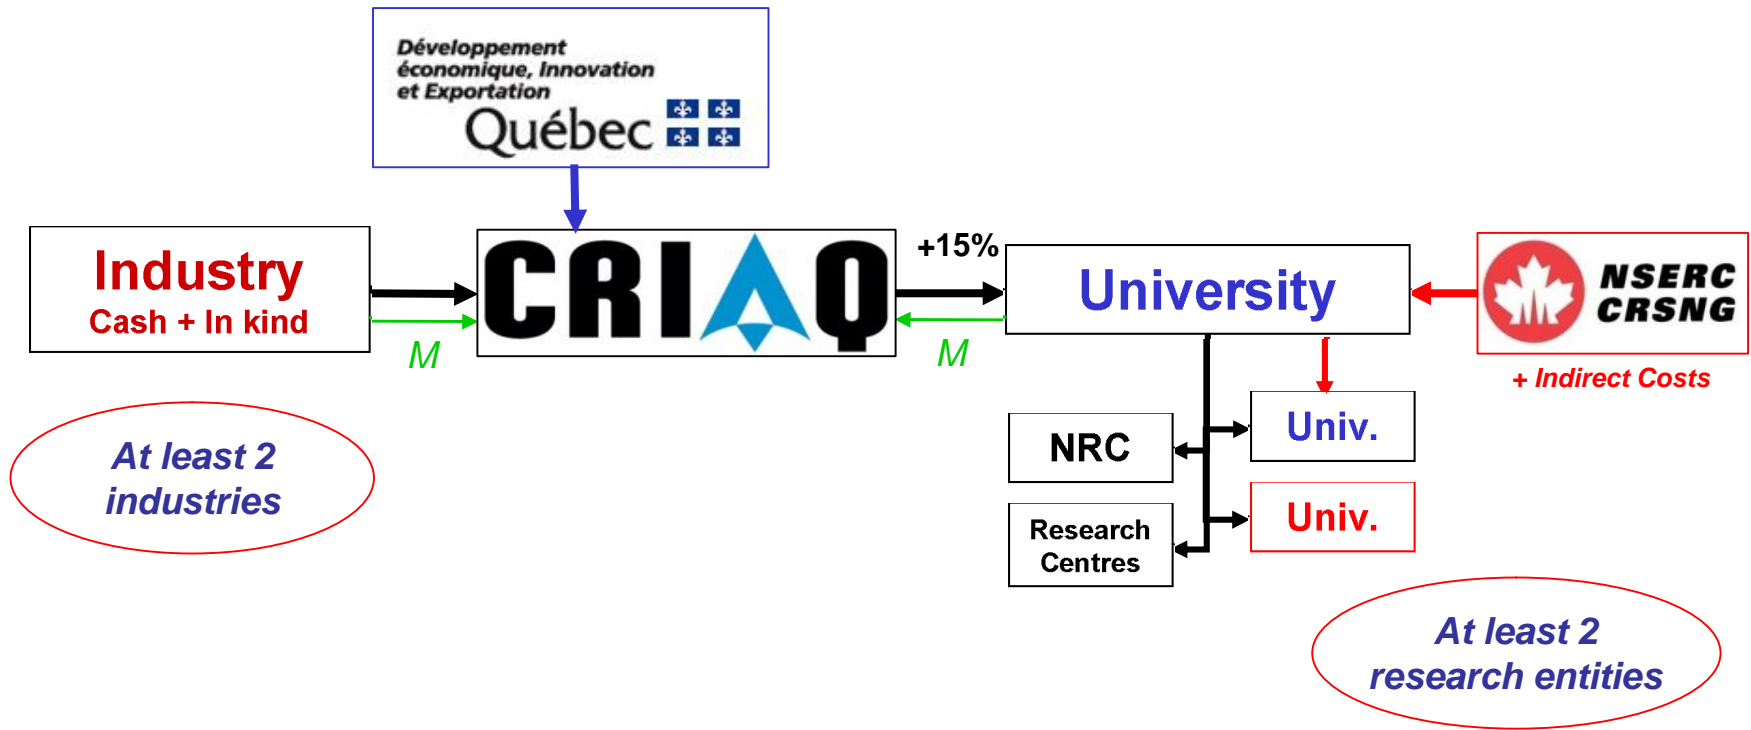 Développement
économique, Innovation
et Exportation
Québec
Industry
Cash + In kind
M
CRIAQ
+15%
M
University
NSERC
CRSNG
+ Indirect Costs
NRC
Univ.
Research
Centres
Univ.
At least 2
industries
At least 2
research entities